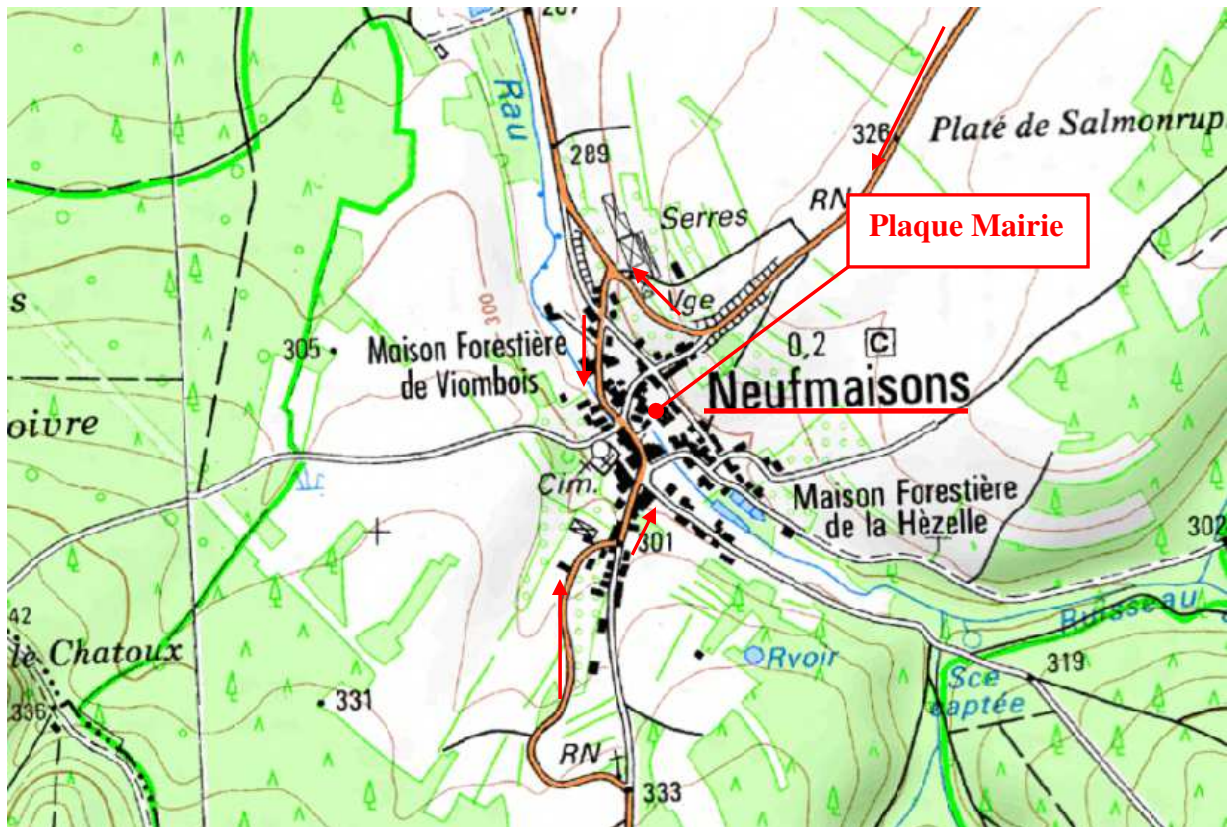 Rau
289
326
Platé de Salmonrup
RN
Plaque Mairie
Serres
Vge
s
300
305
Maison Forestière
de Viombois
0,2 C
Neufmaisons
oivre
Cim.
Maison Forestière
de la Hèzelle
301
302
Ruisseau
42
lè Chatoux
Rvoir
319
Sce
captée
336
331
RN
333